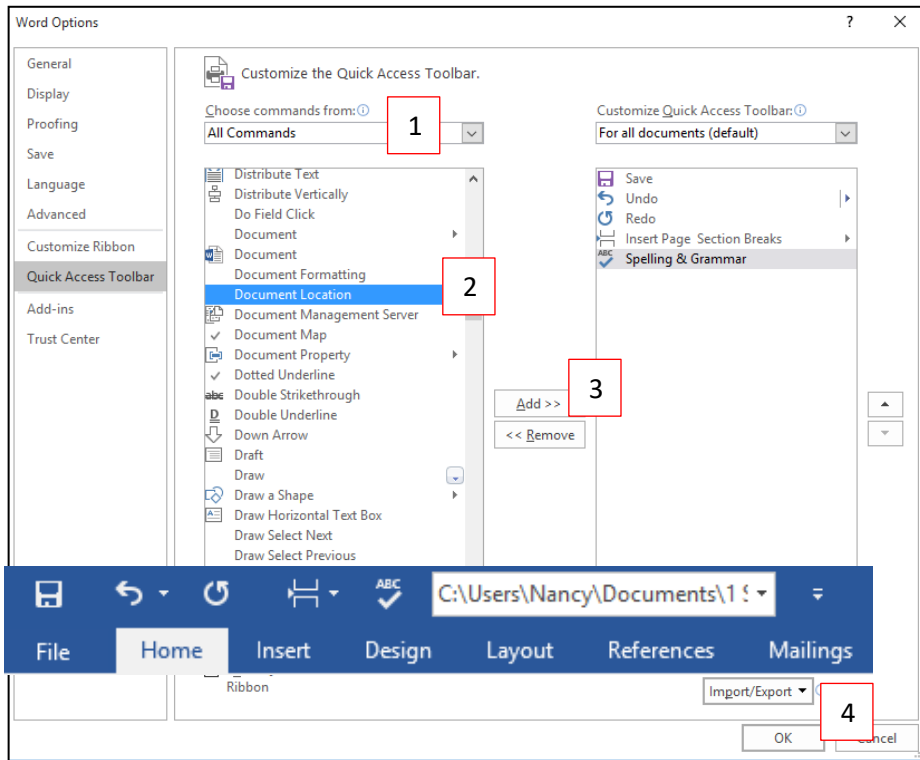 Word Options
?
General
Display
Proofing
Save
Language
Advanced
Customize Ribbon
Quick Access Toolbar
Add-ins
Trust Center
Customize the Quick Access Toolbar.
Choose commands from:
1
All Commands
Distribute Text
Distribute Vertically
Do Field Click
Document
Document
Document Formatting
Document Location
2
Document Management Server
Document Map
Document Property
Dotted Underline
abc Double Strikethrough
D Double Underline
Down Arrow
Draft
Draw
Draw a Shape
Draw Horizontal Text Box
Draw Select Next
Draw Select Previous
Add >>
3
<< Remove
Customize Quick Access Toolbar:
For all documents (default)
Save
Undo
Redo
Insert Page Section Breaks
ABC Spelling & Grammar
ABC C:\Users\Nancy\Documents\1
File Home Insert Design Layout References Mailings
Ribbon
Import/Export
4
OK